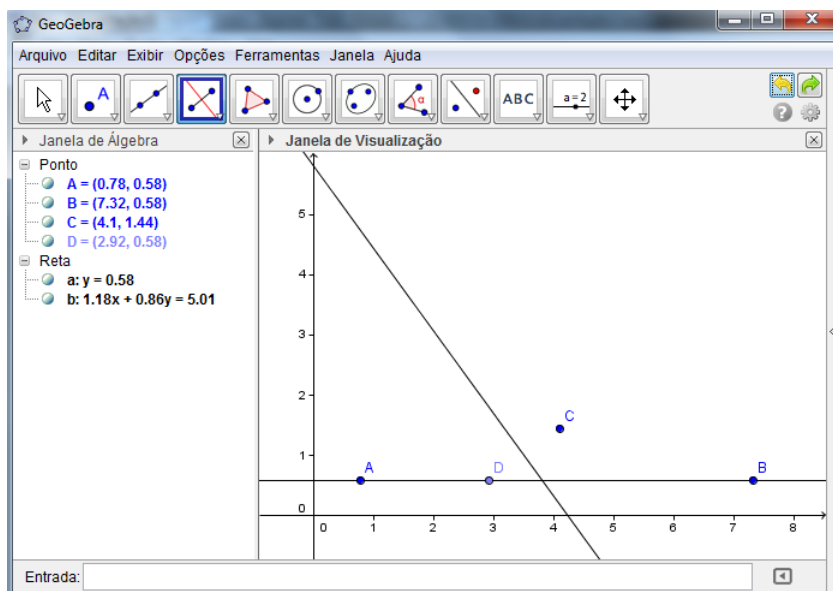 GeoGebra
Arquivo Editar Exibir Opções Ferramentas Janela Ajuda
A α ABC a=2
Janela de Álgebra
Ponto
A = (0.78, 0.58)
B = (7.32, 0.58)
C = (4.1, 1.44)
D = (2.92, 0.58)
Reta
a: y = 0.58
b: 1.18x + 0.86y = 5.01
Janela de Visualização
5
4
3
2
1
0
C
A D B
0 1 2 3 4 5 6 7 8
Entrada: